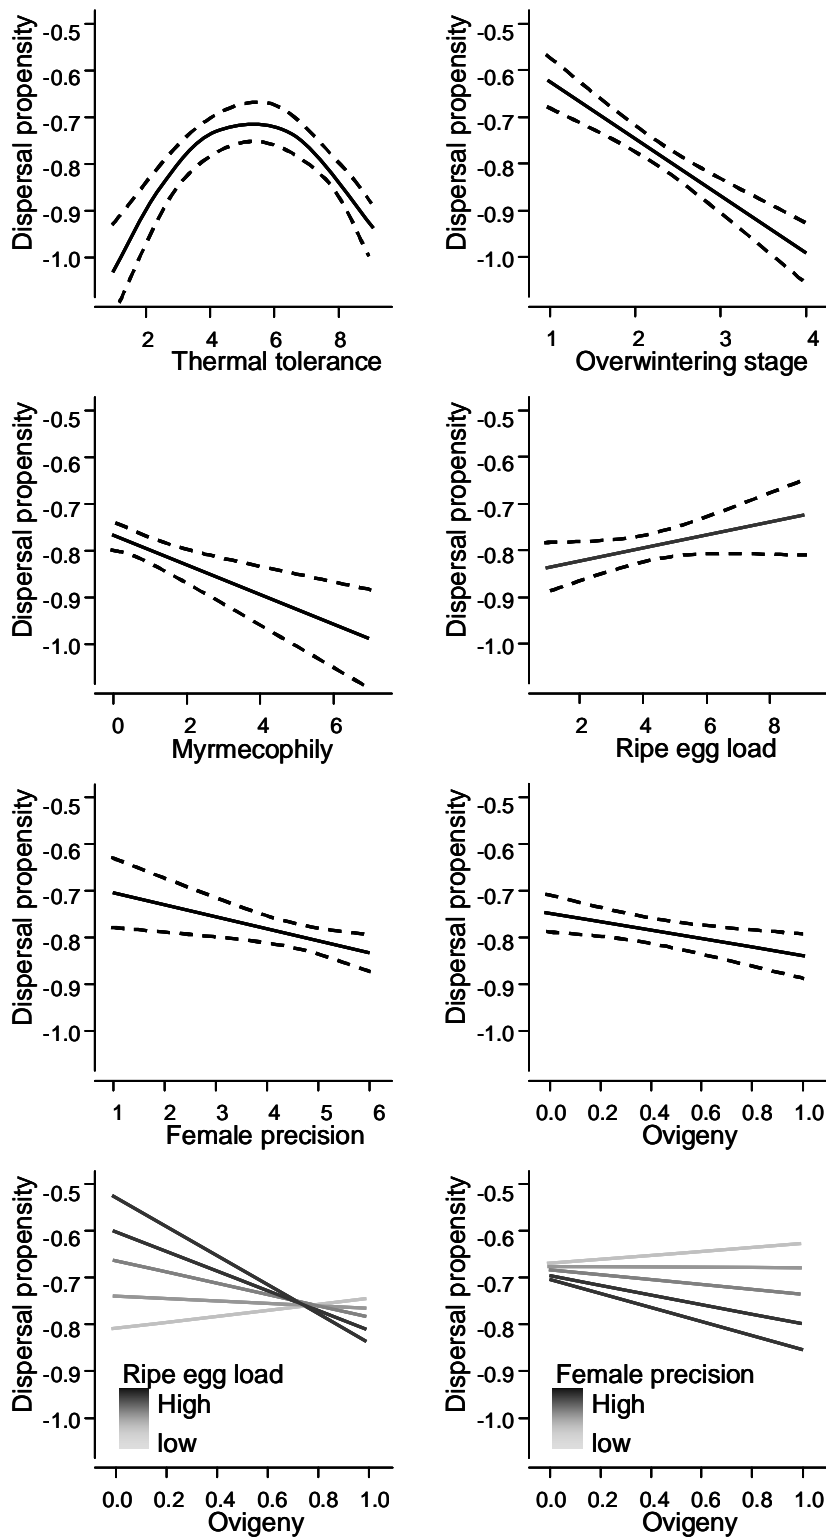 Dispersal propensity
-0.5
-0.6
-0.7
-0.8
-0.9
-1.0
2 4 6 8
Thermal tolerance
Dispersal propensity
-0.5
-0.6
-0.7
-0.8
-0.9
-1.0
1 2 3 4
Overwintering stage
Dispersal propensity
-0.5
-0.6
-0.7
-0.8
-0.9
-1.0
0 2 4 6
Myrmecophily
Dispersal propensity
-0.5
-0.6
-0.7
-0.8
-0.9
-1.0
2 4 6 8
Ripe egg load
Dispersal propensity
-0.5
-0.6
-0.7
-0.8
-0.9
-1.0
1 2 3 4 5 6
Female precision
Dispersal propensity
-0.5
-0.6
-0.7
-0.8
-0.9
-1.0
0.0 0.2 0.4 0.6 0.8 1.0
Ovigeny
Dispersal propensity
-0.5
-0.6
-0.7
-0.8
-0.9
-1.0
Ripe egg load
High
low
0.0 0.2 0.4 0.6 0.8 1.0
Ovigeny
Dispersal propensity
-0.5
-0.6
-0.7
-0.8
-0.9
-1.0
Female precision
High
low
0.0 0.2 0.4 0.6 0.8 1.0
Ovigeny